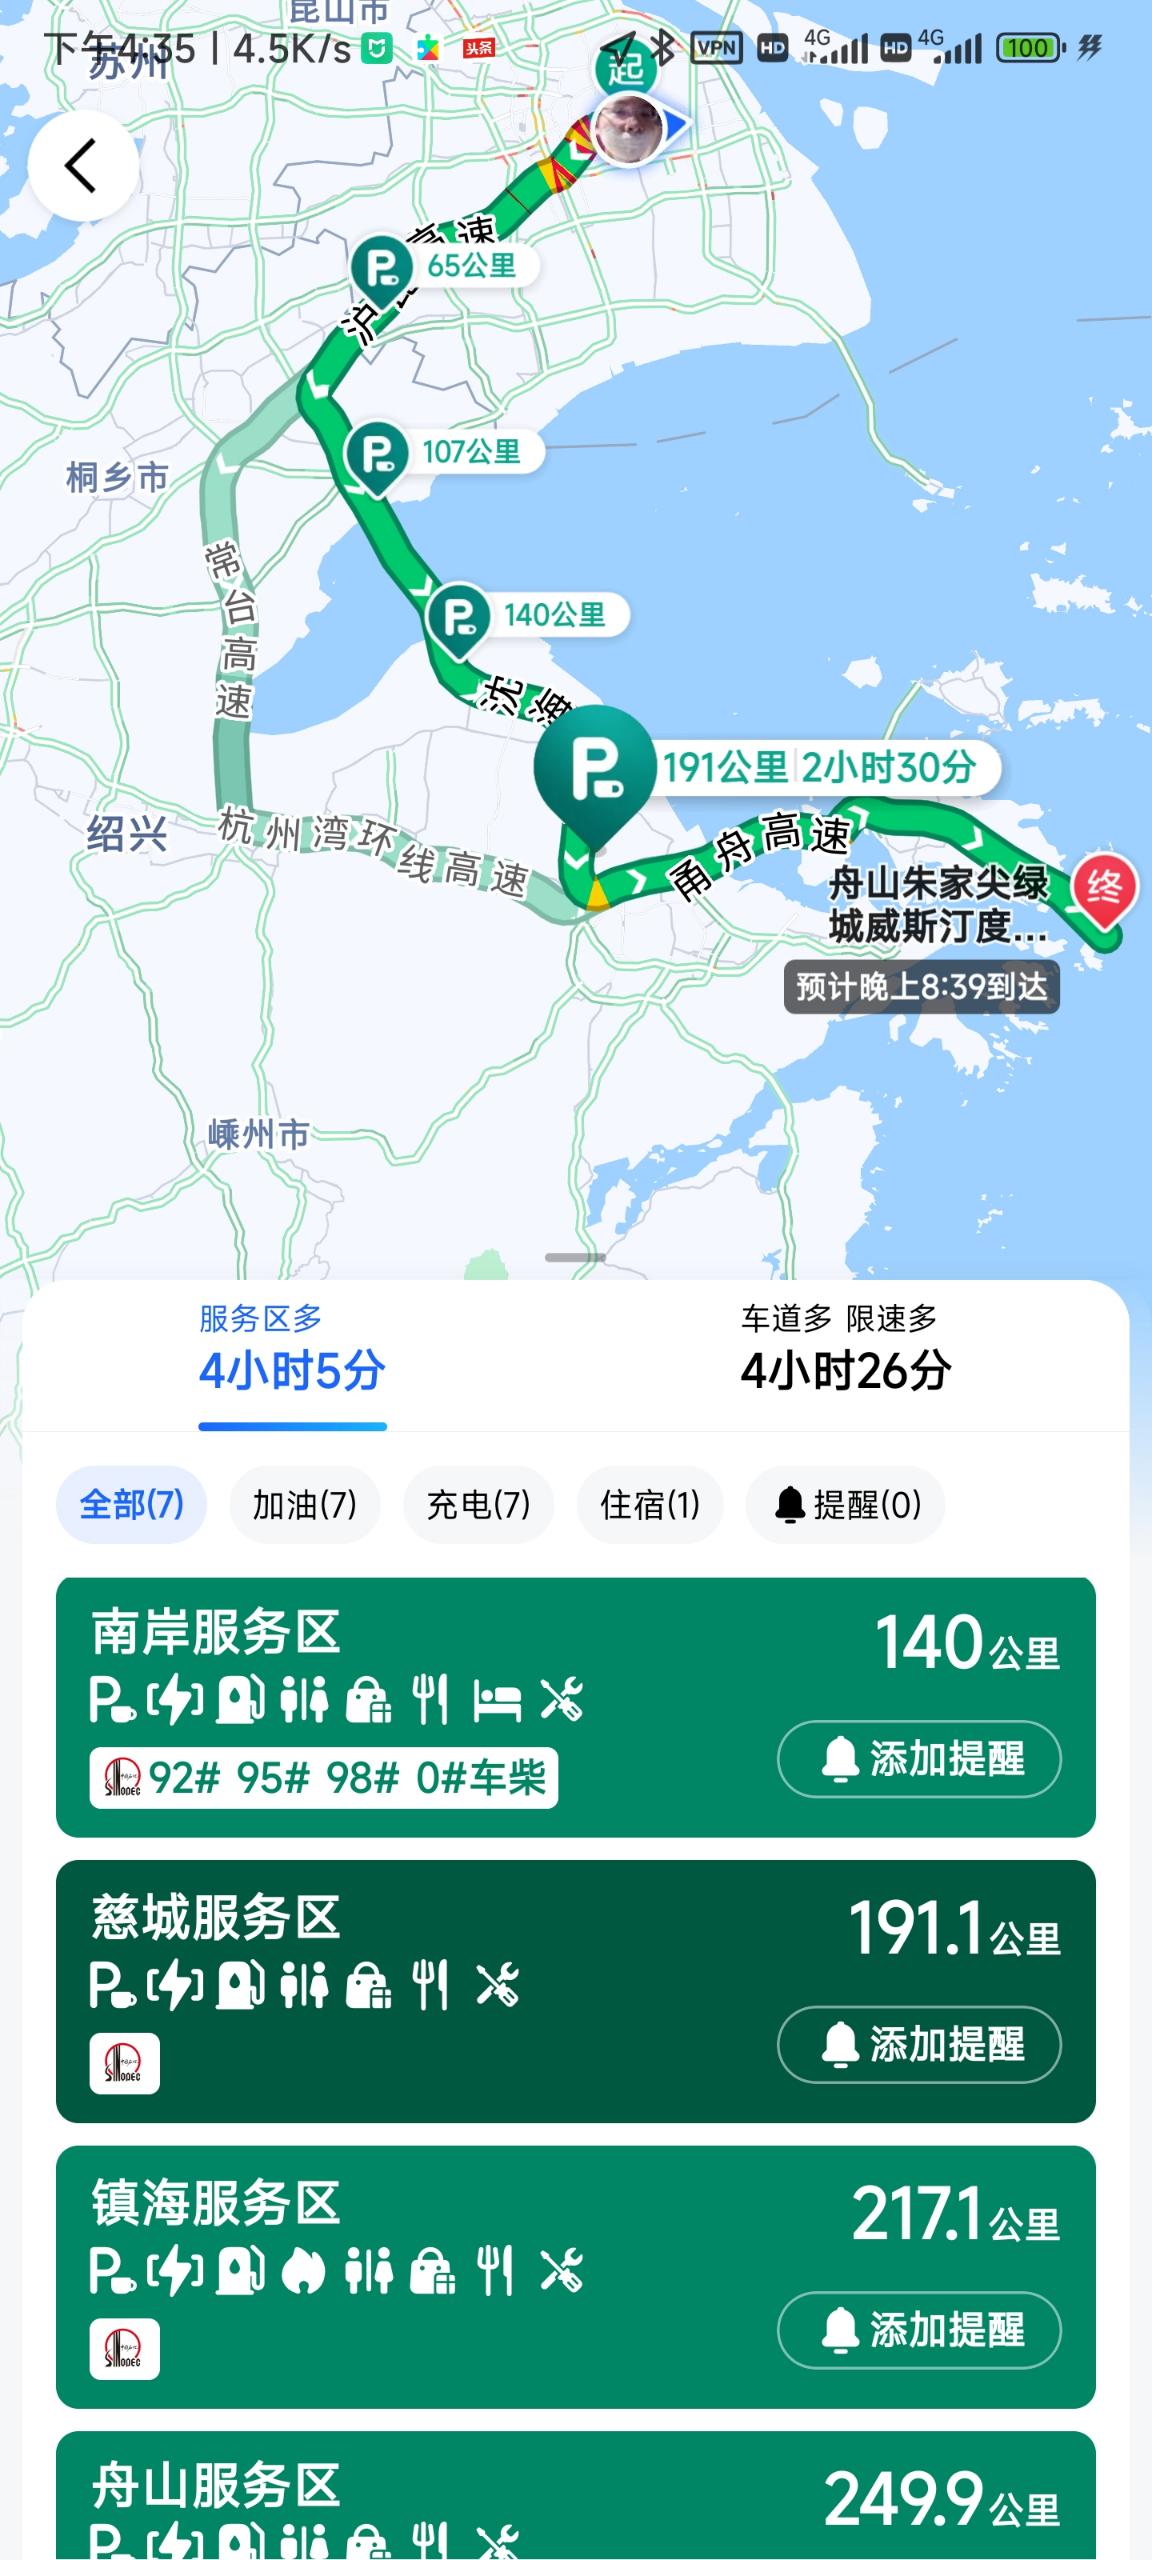 昆山市
下午4:35 | 4.5K/s
头条
VPN
HD
4G
HD
4G
100
苏州
起
高速
65公里
沪
桐乡市
107公里
常台高速
140公里
沈海
191公里 2小时30分
绍兴
杭州湾环线高速
甬舟高速
舟山朱家尖绿
城威斯汀度...
终
预计晚上8:39到达
嵊州市
服务区多
4小时5分
车道多 限速多
4小时26分
全部(7)
加油(7)
充电(7)
住宿(1)
提醒(0)
南岸服务区
140公里
92# 95# 98# 0#车柴
添加提醒
慈城服务区
191.1公里
添加提醒
镇海服务区
217.1公里
添加提醒
舟山服务区
249.9公里